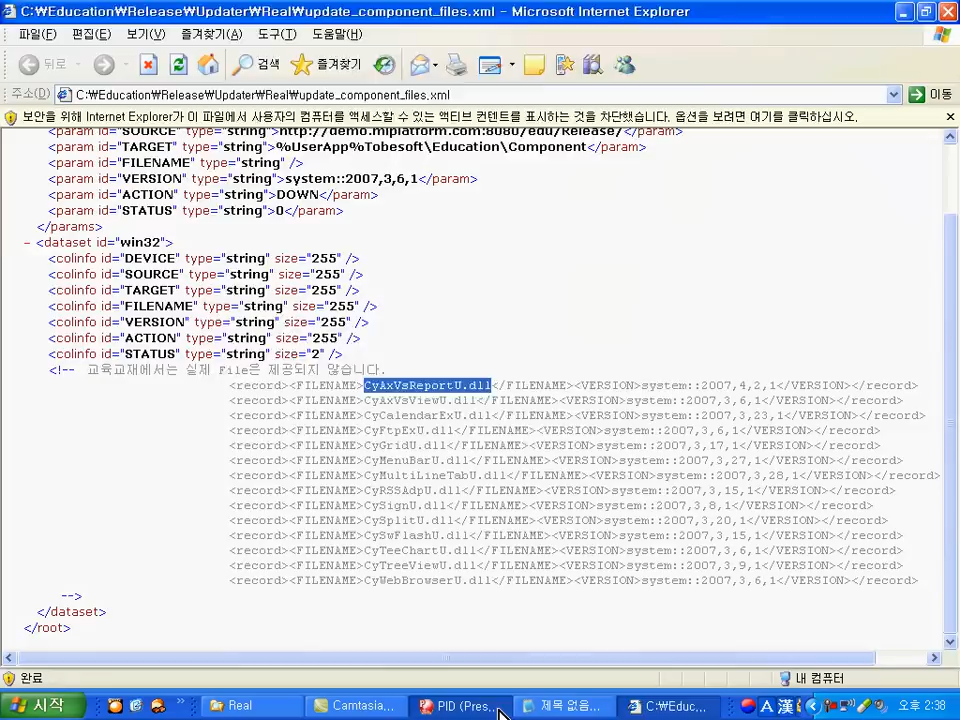 C:₩Education₩Release₩Updater₩Real₩update_component_files.xml - Microsoft Internet Explorer
파일(F) 편집(E) 보기(V) 즐겨찾기(A) 도구(T) 도움말(H)
뒤로 검색 즐겨찾기
주소(D) C:₩Education₩Release₩Updater₩Real₩update_component_files.xml 이동
보안을 위해 Internet Explorer가 이 파일에서 사용자의 컴퓨터를 액세스할 수 있는 액티브 컨텐트를 표시하는 것을 차단했습니다. 옵션을 보려면 여기를 클릭하십시오.
<param id="SOURCE" type="string">http://demo.miplatform.com:8080/edu/Release/</param>
<param id="TARGET" type="string">%UserApp%Tobesoft\Education\Component</param>
<param id="FILENAME" type="string" />
<param id="VERSION" type="string">system::2007,3,6,1</param>
<param id="ACTION" type="string">DOWN</param>
<param id="STATUS" type="string">0</param>
</params>
- <dataset id="win32">
<colinfo id="DEVICE" type="string" size="255" />
<colinfo id="SOURCE" type="string" size="255" />
<colinfo id="TARGET" type="string" size="255" />
<colinfo id="FILENAME" type="string" size="255" />
<colinfo id="VERSION" type="string" size="255" />
<colinfo id="ACTION" type="string" size="255" />
<colinfo id="STATUS" type="string" size="2" />
<!-- 교육교재에서는 실제 File은 제공되지 않습니다.
<record><FILENAME>CyAxVsReportU.dll</FILENAME><VERSION>system::2007,4,2,1</VERSION></record>
<record><FILENAME>CyAxVsViewU.dll</FILENAME><VERSION>system::2007,3,6,1</VERSION></record>
<record><FILENAME>CyCalendarExU.dll</FILENAME><VERSION>system::2007,3,23,1</VERSION></record>
<record><FILENAME>CyFtpExU.dll</FILENAME><VERSION>system::2007,3,6,1</VERSION></record>
<record><FILENAME>CyGridU.dll</FILENAME><VERSION>system::2007,3,17,1</VERSION></record>
<record><FILENAME>CyMenuBarU.dll</FILENAME><VERSION>system::2007,3,27,1</VERSION></record>
<record><FILENAME>CyMultiLineTabU.dll</FILENAME><VERSION>system::2007,3,28,1</VERSION></record>
<record><FILENAME>CyRSSAdpU.dll</FILENAME><VERSION>system::2007,3,15,1</VERSION></record>
<record><FILENAME>CySignU.dll</FILENAME><VERSION>system::2007,3,8,1</VERSION></record>
<record><FILENAME>CySplitU.dll</FILENAME><VERSION>system::2007,3,20,1</VERSION></record>
<record><FILENAME>CySwFlashU.dll</FILENAME><VERSION>system::2007,3,15,1</VERSION></record>
<record><FILENAME>CyTeeChartU.dll</FILENAME><VERSION>system::2007,3,6,1</VERSION></record>
<record><FILENAME>CyTreeViewU.dll</FILENAME><VERSION>system::2007,3,9,1</VERSION></record>
<record><FILENAME>CyWebBrowserU.dll</FILENAME><VERSION>system::2007,3,6,1</VERSION></record>
-->
</dataset>
</root>
완료 내 컴퓨터
시작 Real Camtasia... PID (Pres... 제목 없음... C:₩Educ... A 漢 오후 2:38